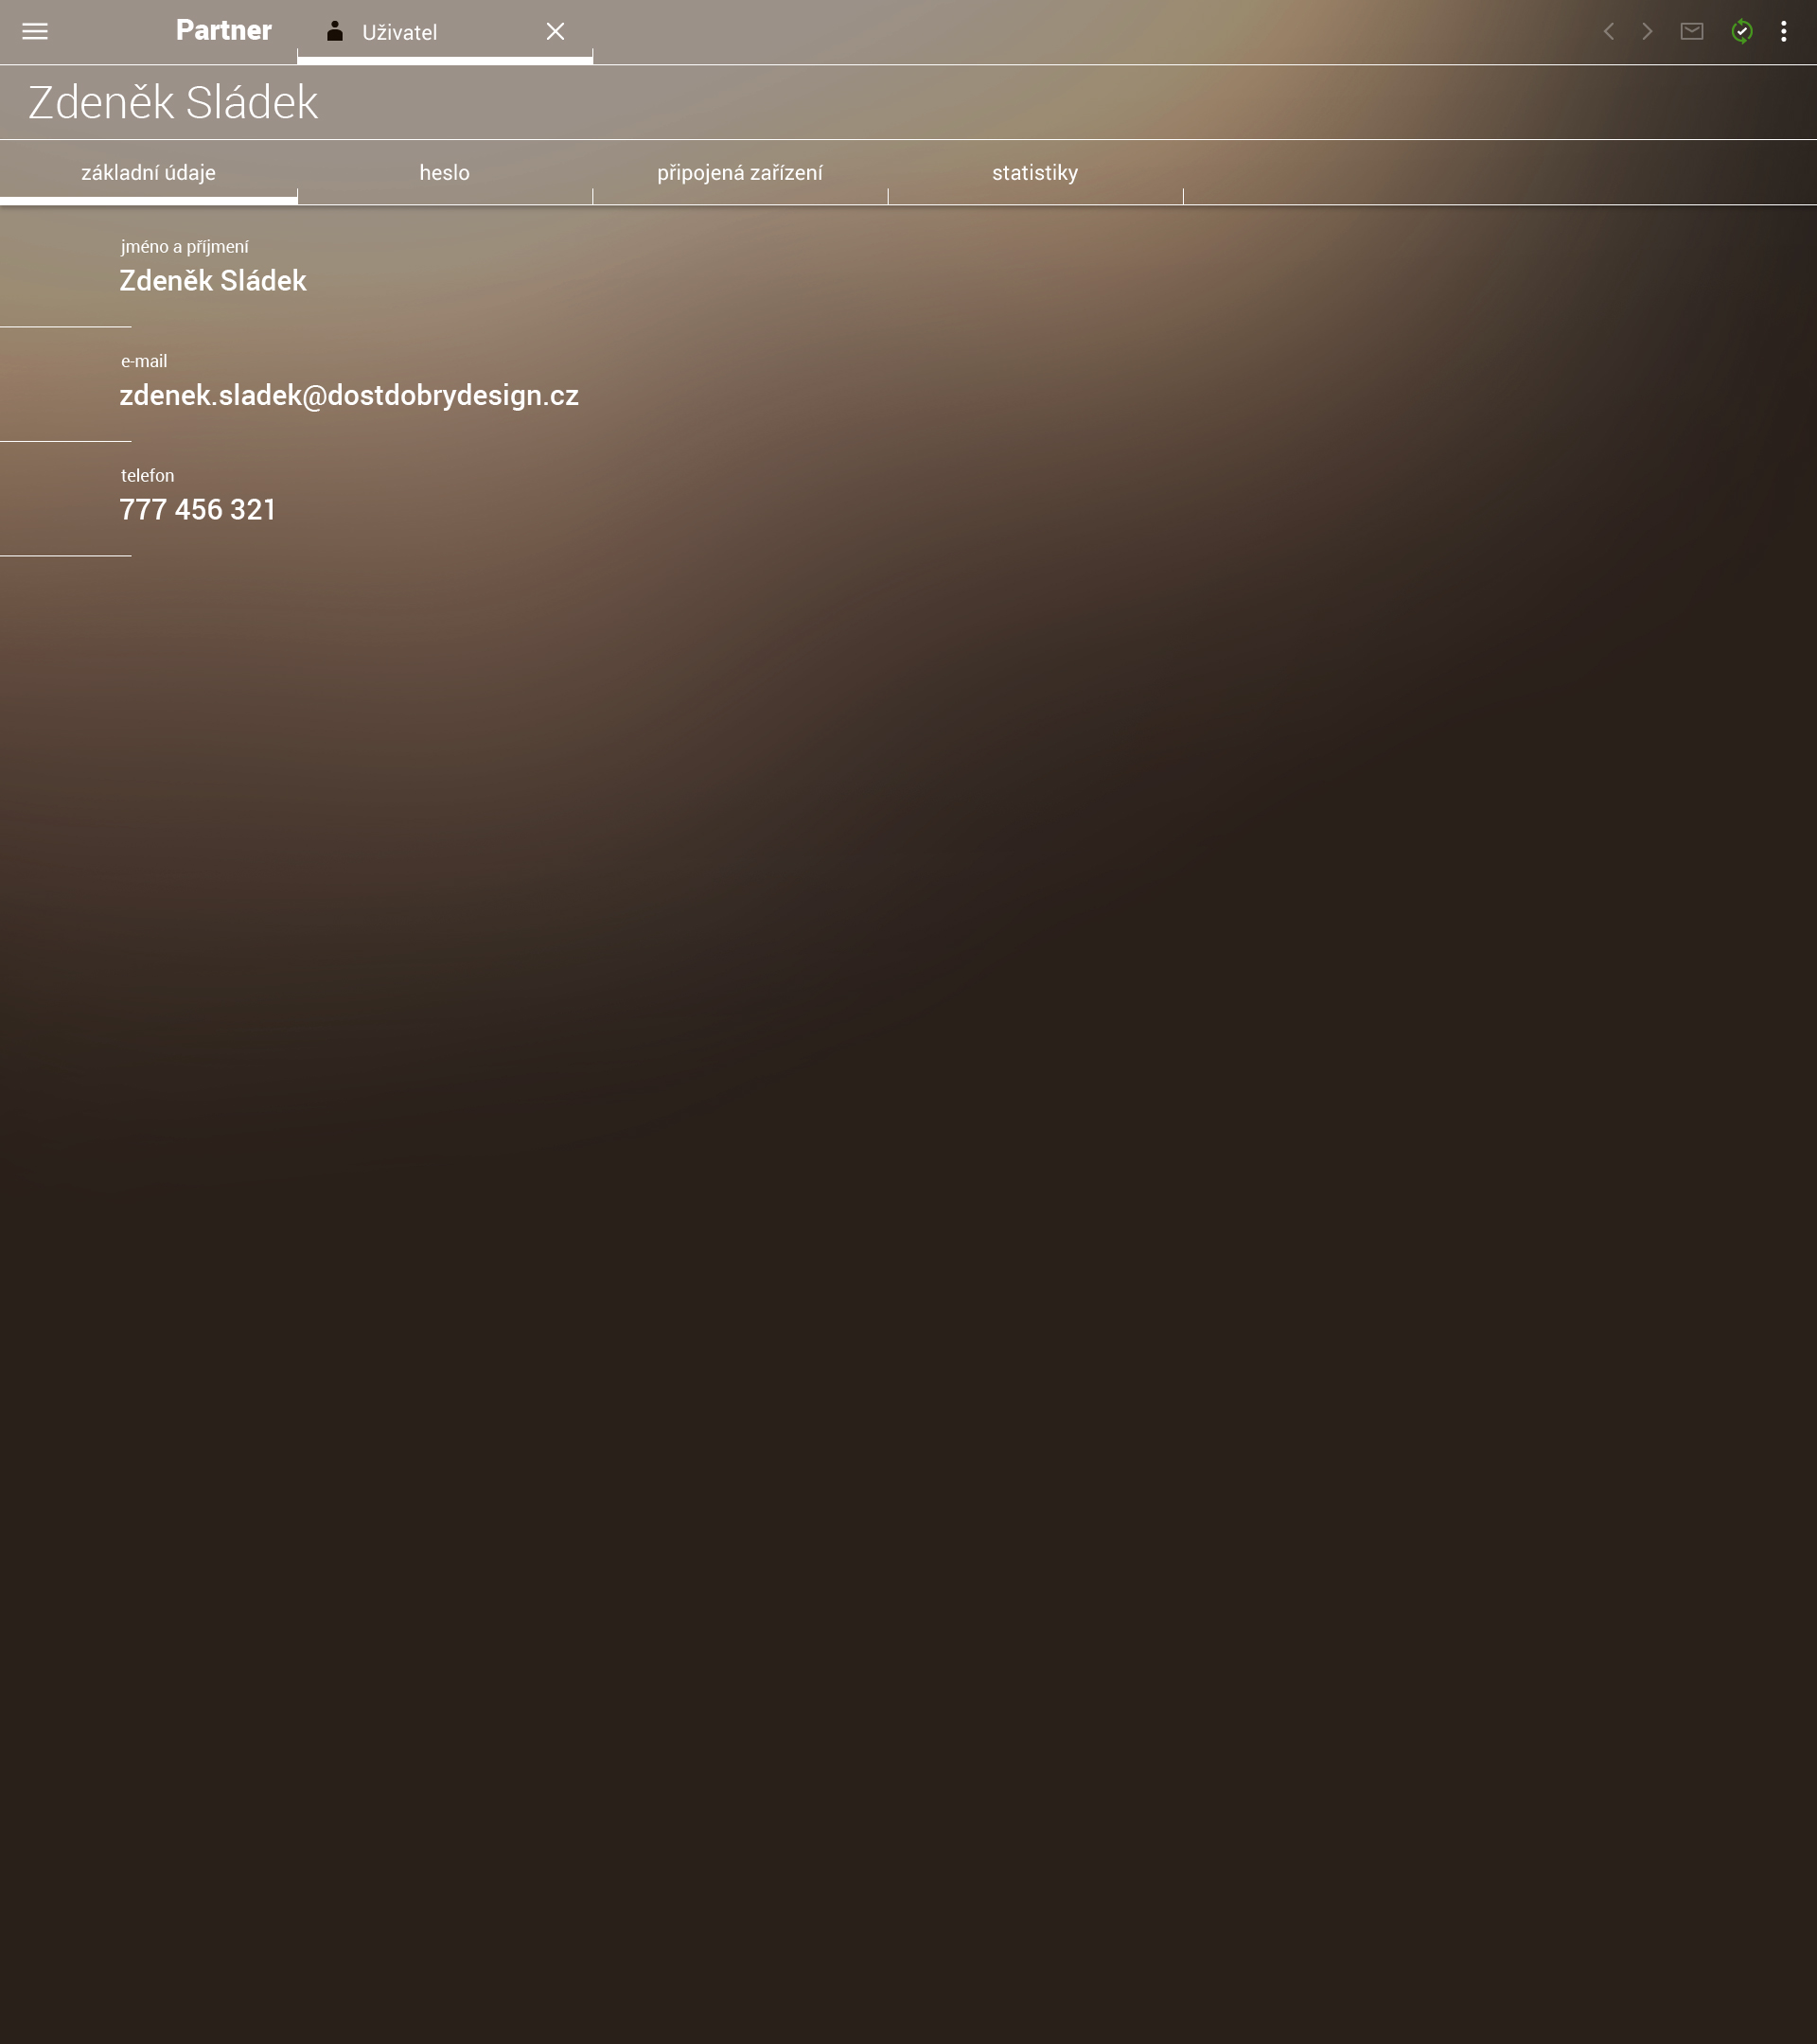 Partner
Uživatel
Zdeněk Sládek
základní údaje
heslo
připojená zařízení
statistiky
jméno a příjmení
Zdeněk Sládek
e-mail
zdenek.sladek@dostdobrydesign.cz
telefon
777 456 321